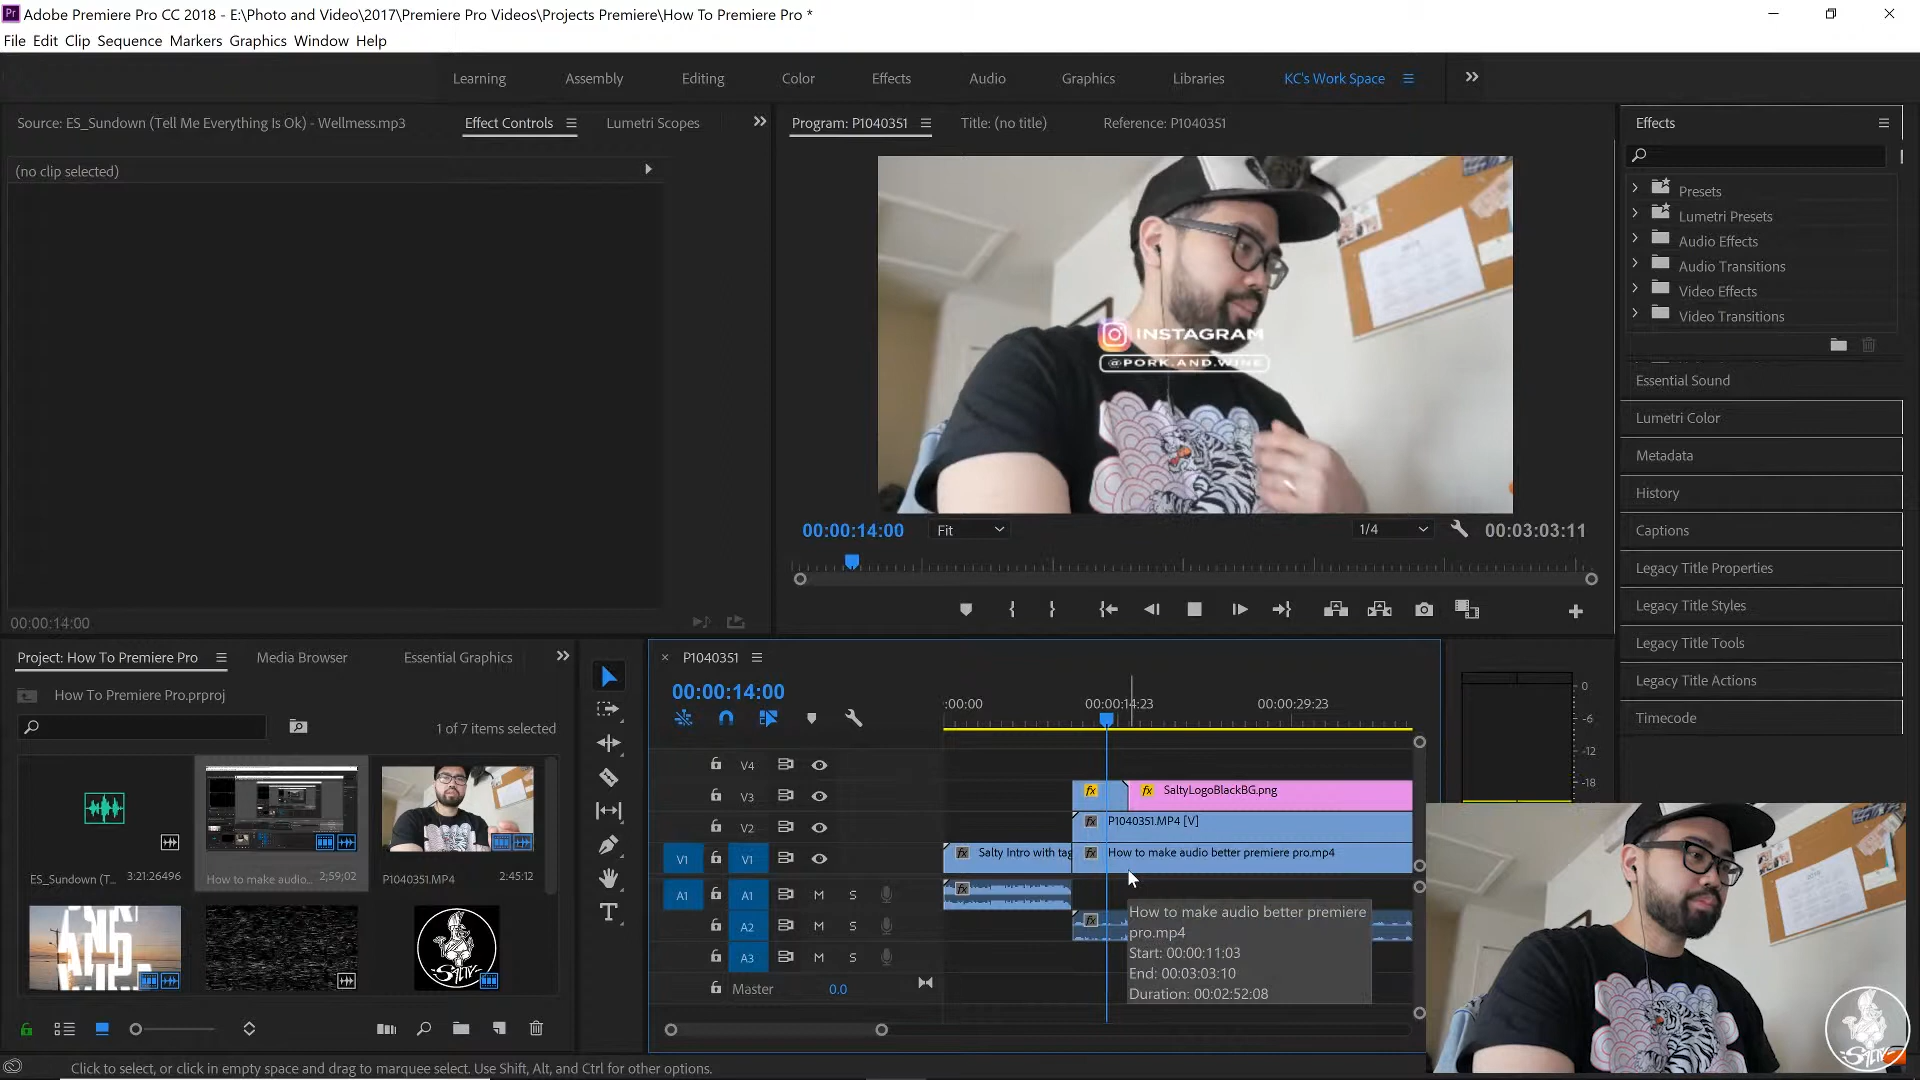 Adobe Premiere Pro CC 2018 - E:\Photo and Video\2017\Premiere Pro Videos\Projects Premiere\How To Premiere Pro *
File Edit Clip Sequence Markers Graphics Window Help
Learning Assembly Editing Color Effects Audio Graphics Libraries KC's Work Space
Source: ES_Sundown (Tell Me Everything Is Ok) - Wellmess.mp3 Effect Controls Lumetri Scopes
(no clip selected)
00:00:14:00
Program: P1040351 Title: (no title) Reference: P1040351
INSTAGRAM
@PORK.AND.WINE
00:00:14:00 Fit 1/4 00:03:03:11
Effects
Presets
Lumetri Presets
Audio Effects
Audio Transitions
Video Effects
Video Transitions
Essential Sound
Lumetri Color
Metadata
History
Captions
Legacy Title Properties
Legacy Title Styles
Legacy Title Tools
Legacy Title Actions
Timecode
Project: How To Premiere Pro Media Browser Essential Graphics
How To Premiere Pro.prproj
1 of 7 items selected
ES_Sundown (T... 3:21:26496
How to make audio... 2;59;02
P1040351.MP4 2:45:12
SALTY
P1040351
00:00:14:00
:00:00 00:00:14:23 00:00:29:23
V4
V3 fx fx SaltyLogoBlackBG.png
V2 fx P1040351.MP4 [V]
V1 V1 fx Salty Intro with tag fx How to make audio better premiere pro.mp4
A1 A1 M S fx
A2 M S fx
A3 M S
Master 0.0
How to make audio better premiere
pro.mp4
Start: 00:00:11:03
End: 00:03:03:10
Duration: 00:02:52:08
0
-6
-12
-18
SALTY
Click to select, or click in empty space and drag to marquee select. Use Shift, Alt, and Ctrl for other options.